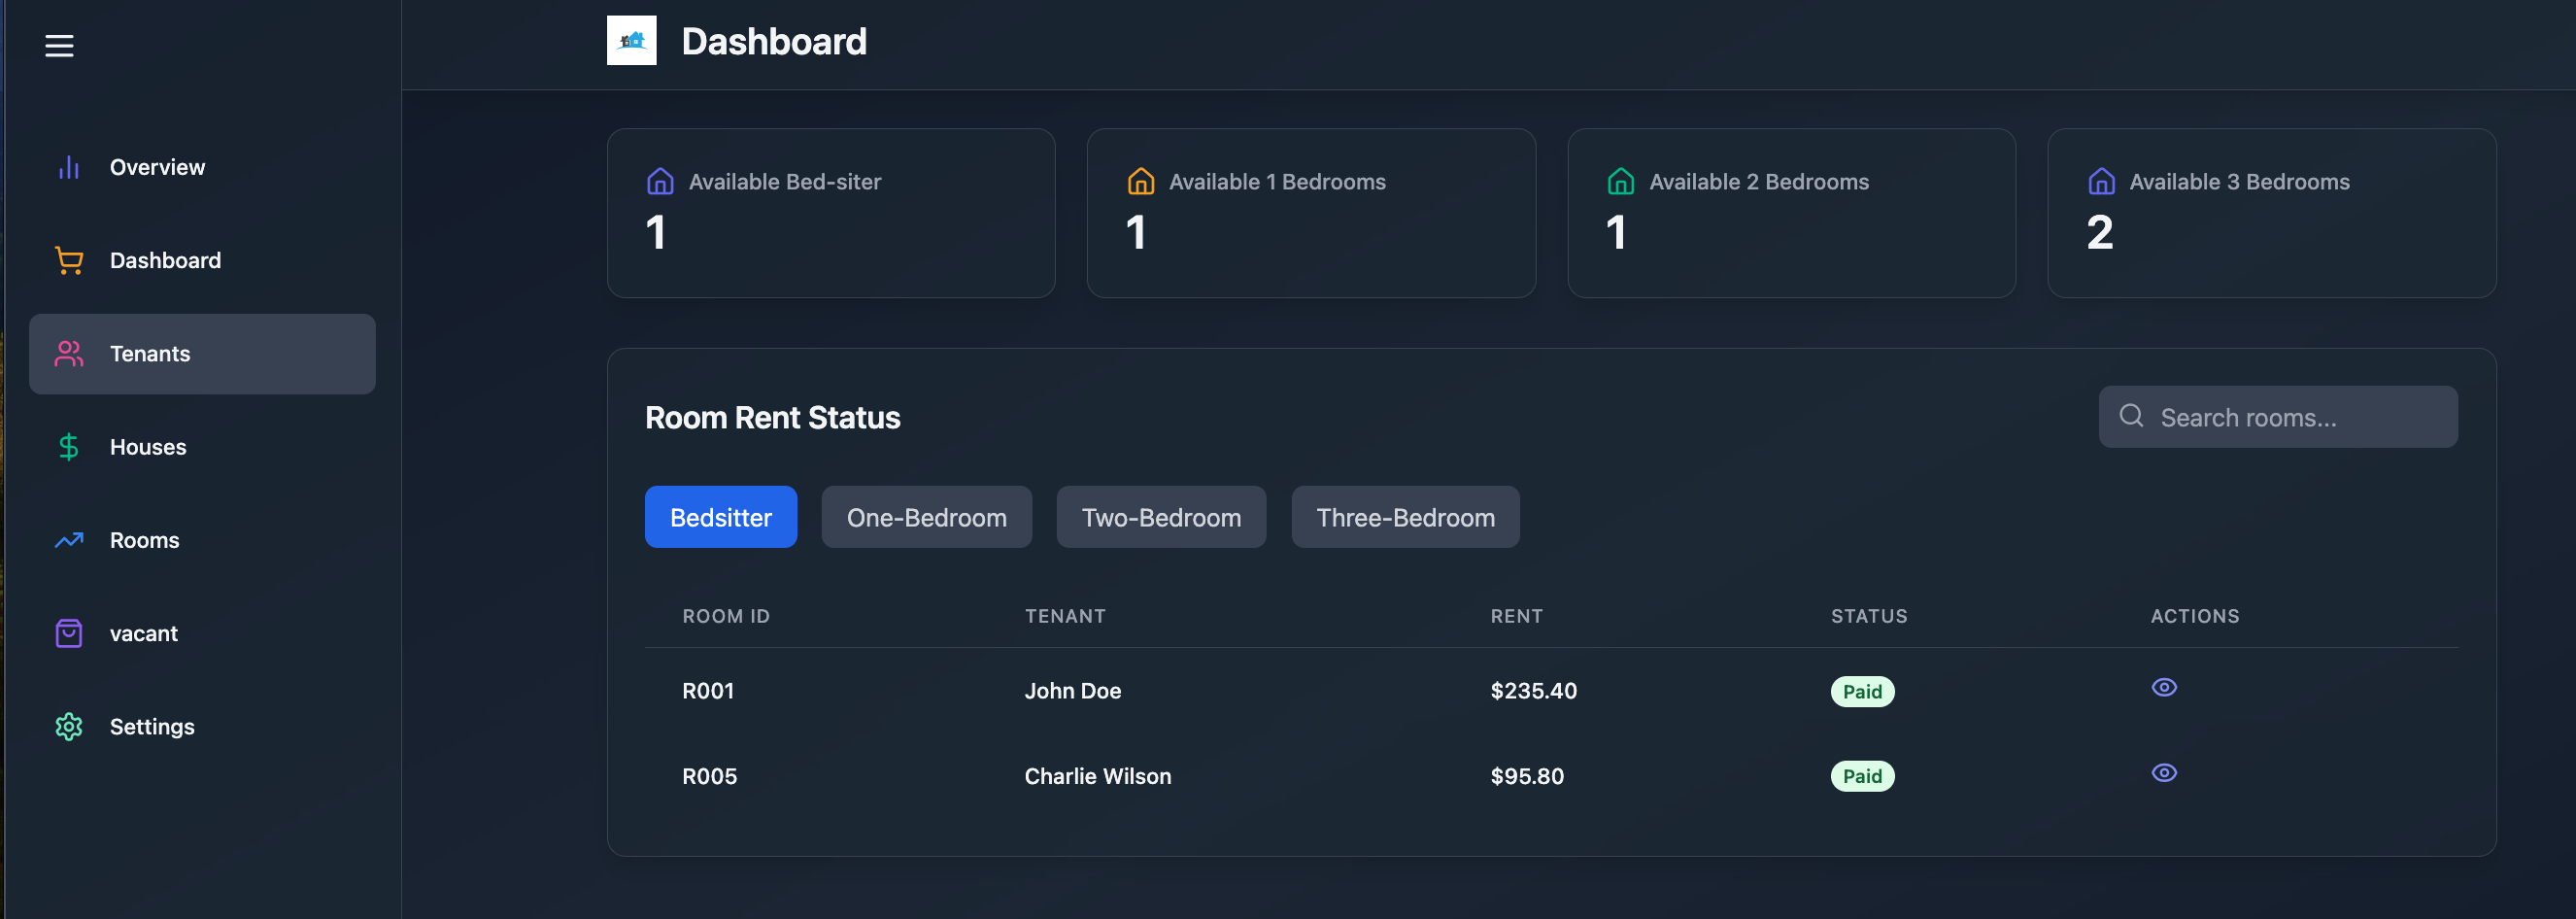 Dashboard
Overview
Dashboard
Tenants
Houses
Rooms
vacant
Settings
Available Bed-siter
1
Available 1 Bedrooms
1
Available 2 Bedrooms
1
Available 3 Bedrooms
2
Room Rent Status
Search rooms...
Bedsitter One-Bedroom Two-Bedroom Three-Bedroom
ROOM ID TENANT RENT STATUS ACTIONS
R001 John Doe $235.40 Paid
R005 Charlie Wilson $95.80 Paid